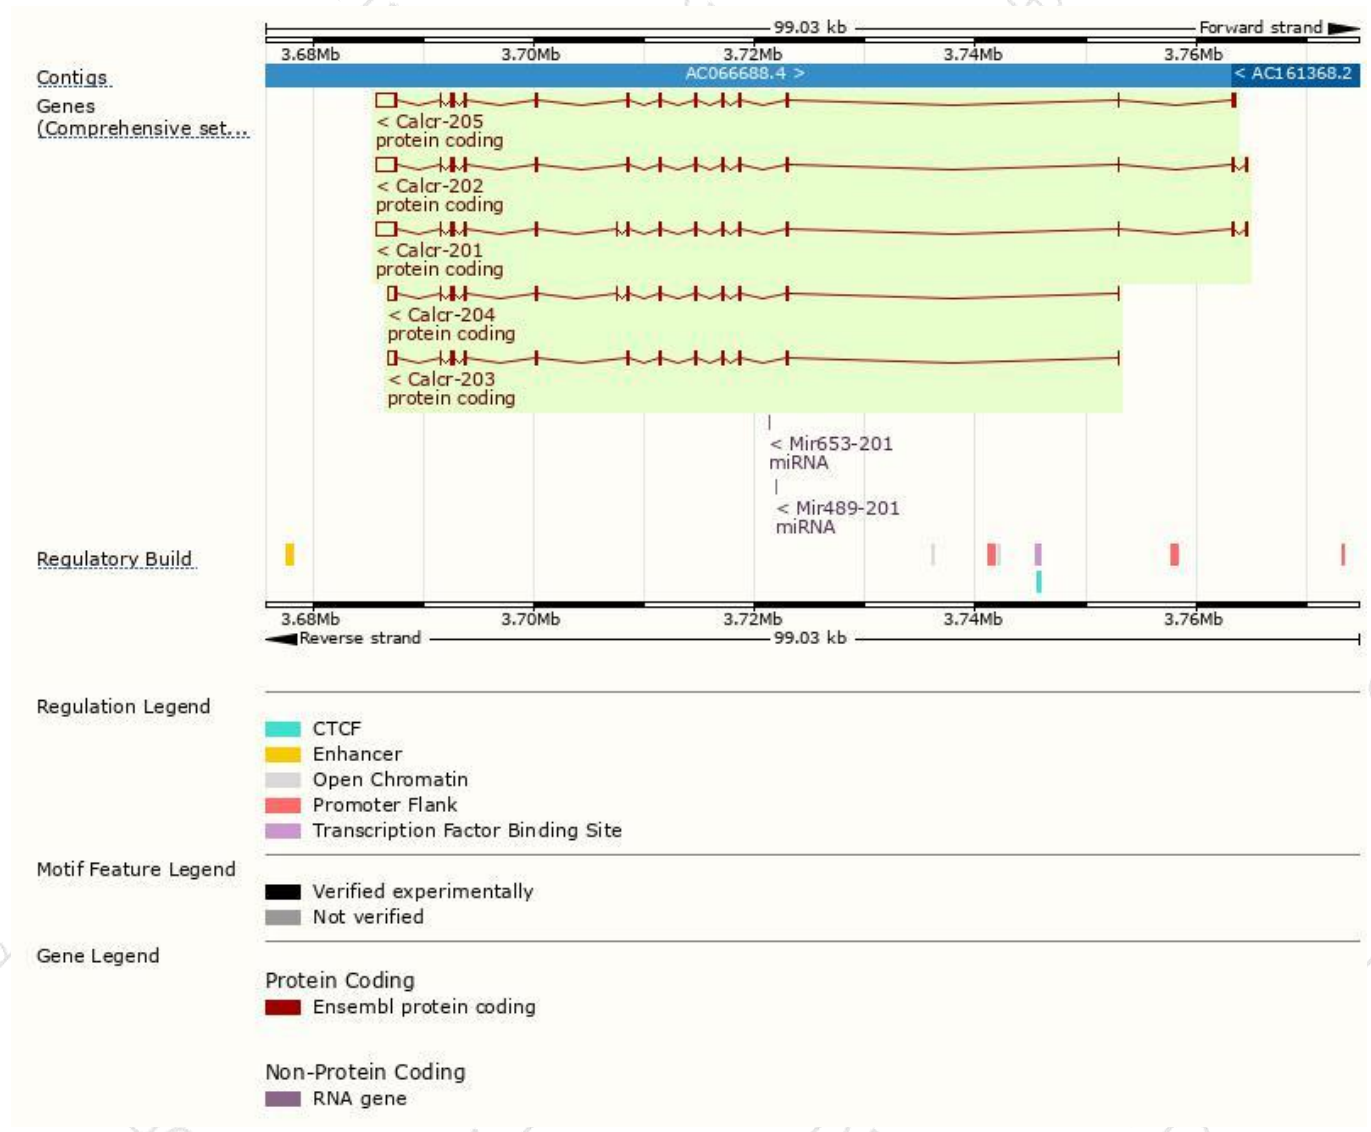 99.03 kb
Forward strand
3.68Mb 3.70Mb 3.72Mb 3.74Mb 3.76Mb
Contigs
AC066688.4 >
< AC161368.2
Genes
(Comprehensive set...
< Calcr-205
protein coding
< Calcr-202
protein coding
< Calcr-201
protein coding
< Calcr-204
protein coding
< Calcr-203
protein coding
< Mir653-201
miRNA
< Mir489-201
miRNA
Regulatory Build
3.68Mb 3.70Mb 3.72Mb 3.74Mb 3.76Mb
Reverse strand
99.03 kb
Regulation Legend
CTCF
Enhancer
Open Chromatin
Promoter Flank
Transcription Factor Binding Site
Motif Feature Legend
Verified experimentally
Not verified
Gene Legend
Protein Coding
Ensembl protein coding
Non-Protein Coding
RNA gene